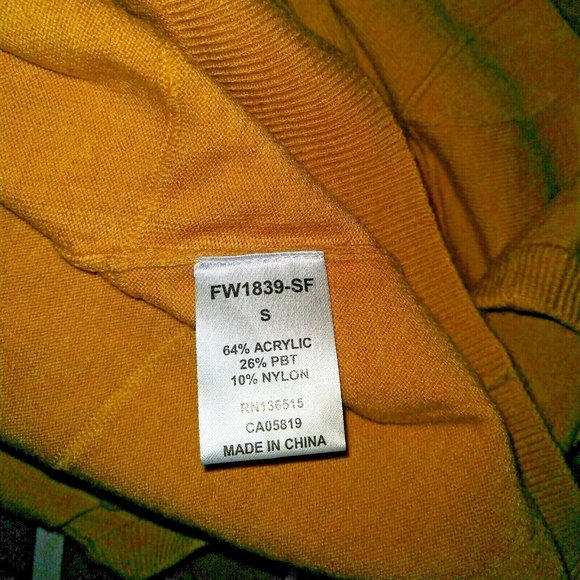 FW1839-SF
S
64% ACRYLIC
26% PBT
10% NYLON
RN136515
CA05819
MADE IN CHINA